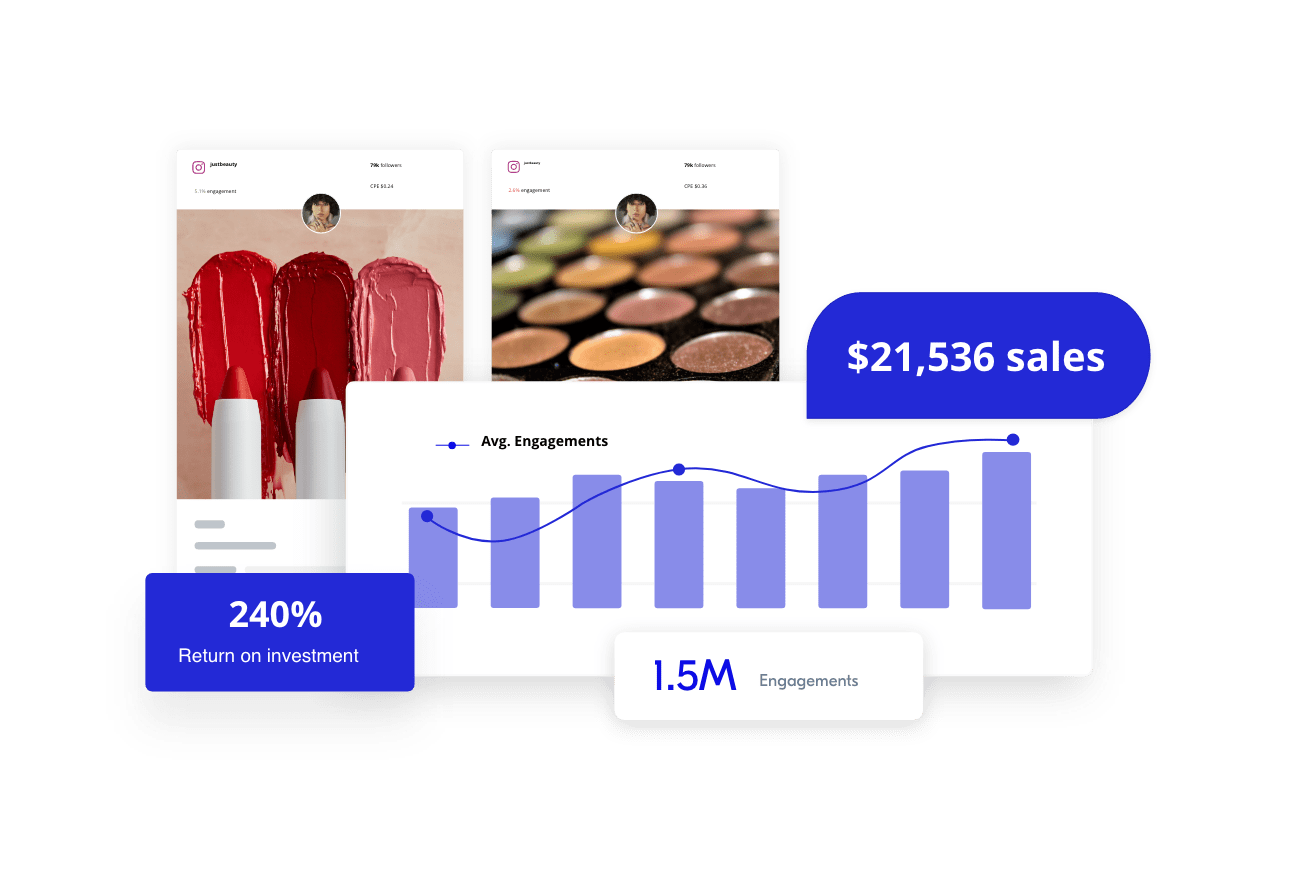 justbeauty
79k followers
5.1% engagement
CPE $0.24
justbeauty
79k followers
2.6% engagement
CPE $0.36
$21,536 sales
Avg. Engagements
240%
Return on investment
1.5M Engagements